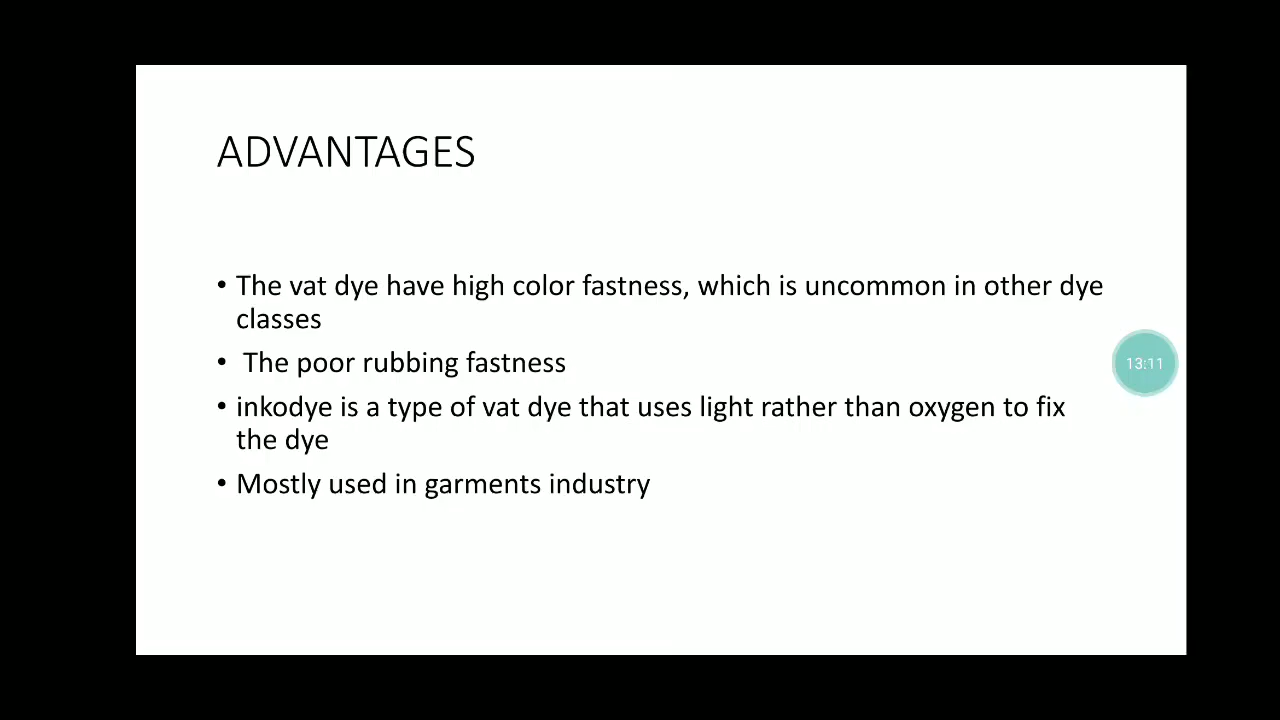 ADVANTAGES
• The vat dye have high color fastness, which is uncommon in other dye
classes
• The poor rubbing fastness
• inkodye is a type of vat dye that uses light rather than oxygen to fix
the dye
• Mostly used in garments industry
13:11